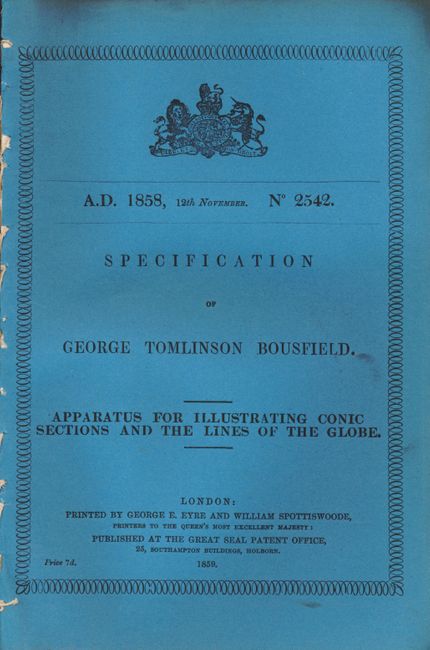 A.D. 1858, 12th NOVEMBER. Nº 2542.
SPECIFICATION
OF
GEORGE TOMLINSON BOUSFIELD.
APPARATUS FOR ILLUSTRATING CONIC
SECTIONS AND THE LINES OF THE GLOBE.
LONDON:
PRINTED BY GEORGE E. EYRE AND WILLIAM SPOTTISWOODE,
PRINTERS TO THE QUEEN'S MOST EXCELLENT MAJESTY:
PUBLISHED AT THE GREAT SEAL PATENT OFFICE,
25, SOUTHAMPTON BUILDINGS, HOLBORN.
Price 7d.
1859.